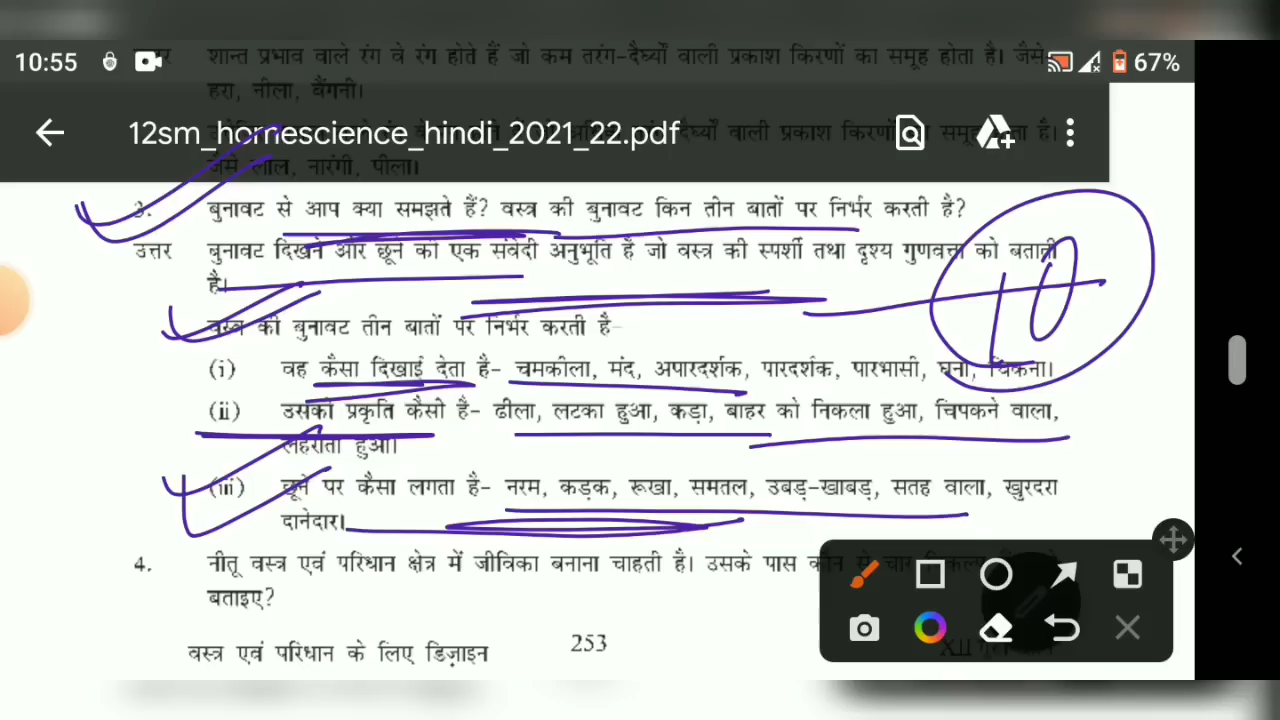 10:55 67%
शान्त प्रभाव वाले रंग वे रंग होते हैं जो कम तरंग-दैर्ध्यों वाली प्रकाश किरणों का समूह होता है। जैसे-
हरा, नीला, बैंगनी।
12sm_homescience_hindi_2021_22.pdf दैर्ध्यों वाली प्रकाश किरणों का समूह होता है।
जैसे लाल, नारंगी, पीला।
3. बुनावट से आप क्या समझते हैं? वस्त्र की बुनावट किन तीन बातों पर निर्भर करती है?
उत्तर बुनावट दिखने और छूने की एक संवेदी अनुभूति है जो वस्त्र की स्पर्शी तथा दृश्य गुणवत्ता को बताती
है।
वस्त्र की बुनावट तीन बातों पर निर्भर करती है-
10
(i) वह कैसा दिखाई देता है- चमकीला, मंद, अपारदर्शक, पारदर्शक, पारभासी, घना, चिकना।
(ii) उसकी प्रकृति कैसी है- ढीला, लटका हुआ, कड़ा, बाहर को निकला हुआ, चिपकने वाला,
लहराता हुआ।
(iii) छूने पर कैसा लगता है- नरम, कड़क, रूखा, समतल, उबड़-खाबड़, सतह वाला, खुरदरा
दानेदार।
4. नीतू वस्त्र एवं परिधान क्षेत्र में जीविका बनाना चाहती है। उसके पास कौन से चार
बताइए?
वस्त्र एवं परिधान के लिए डिज़ाइन 253 XII